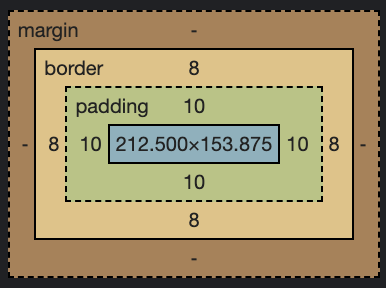 margin -
border 8
padding 10
- 8 10 212.500×153.875 10 8 -
10
8
-